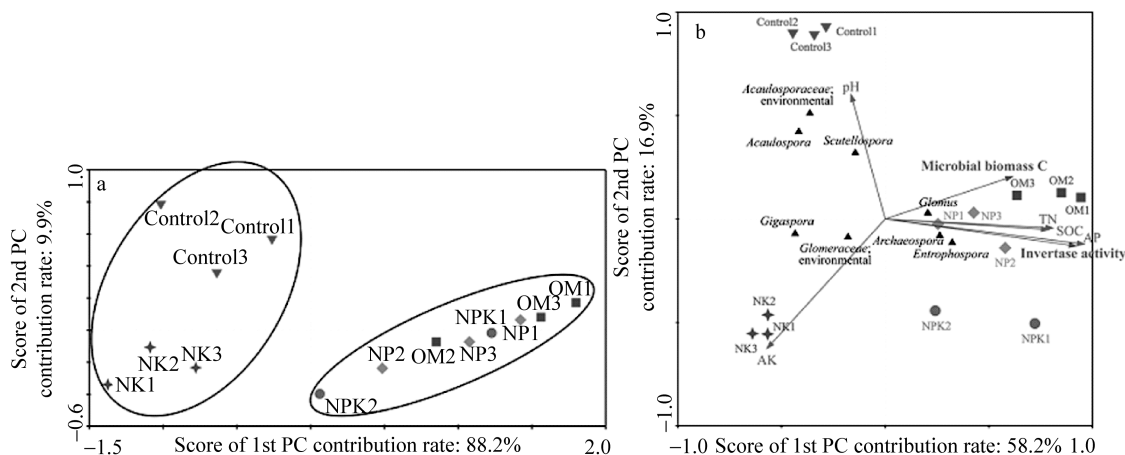 a
1.0
−0.6
−1.5
2.0
Score of 2nd PC
contribution rate: 9.9%
Score of 1st PC contribution rate: 88.2%
Control2
Control1
Control3
NK2
NK3
NK1
OM1
OM3
NPK1
NP1
NP2
OM2
NP3
NPK2
b
1.0
−1.0
−1.0
1.0
Score of 2nd PC
contribution rate: 16.9%
Score of 1st PC contribution rate: 58.2%
Control2
Control1
Control3
pH
Acaulosporaceae;
environmental
Acaulospora
Scutellospora
Microbial biomass C
OM3
OM2
OM1
Glomus
NP1
NP3
TN
SOC
AP
Gigaspora
Glomeraceae;
environmental
Archaeospora
Entrophospora
Invertase activity
NP2
NK2
NK1
NK3
AK
NPK2
NPK1